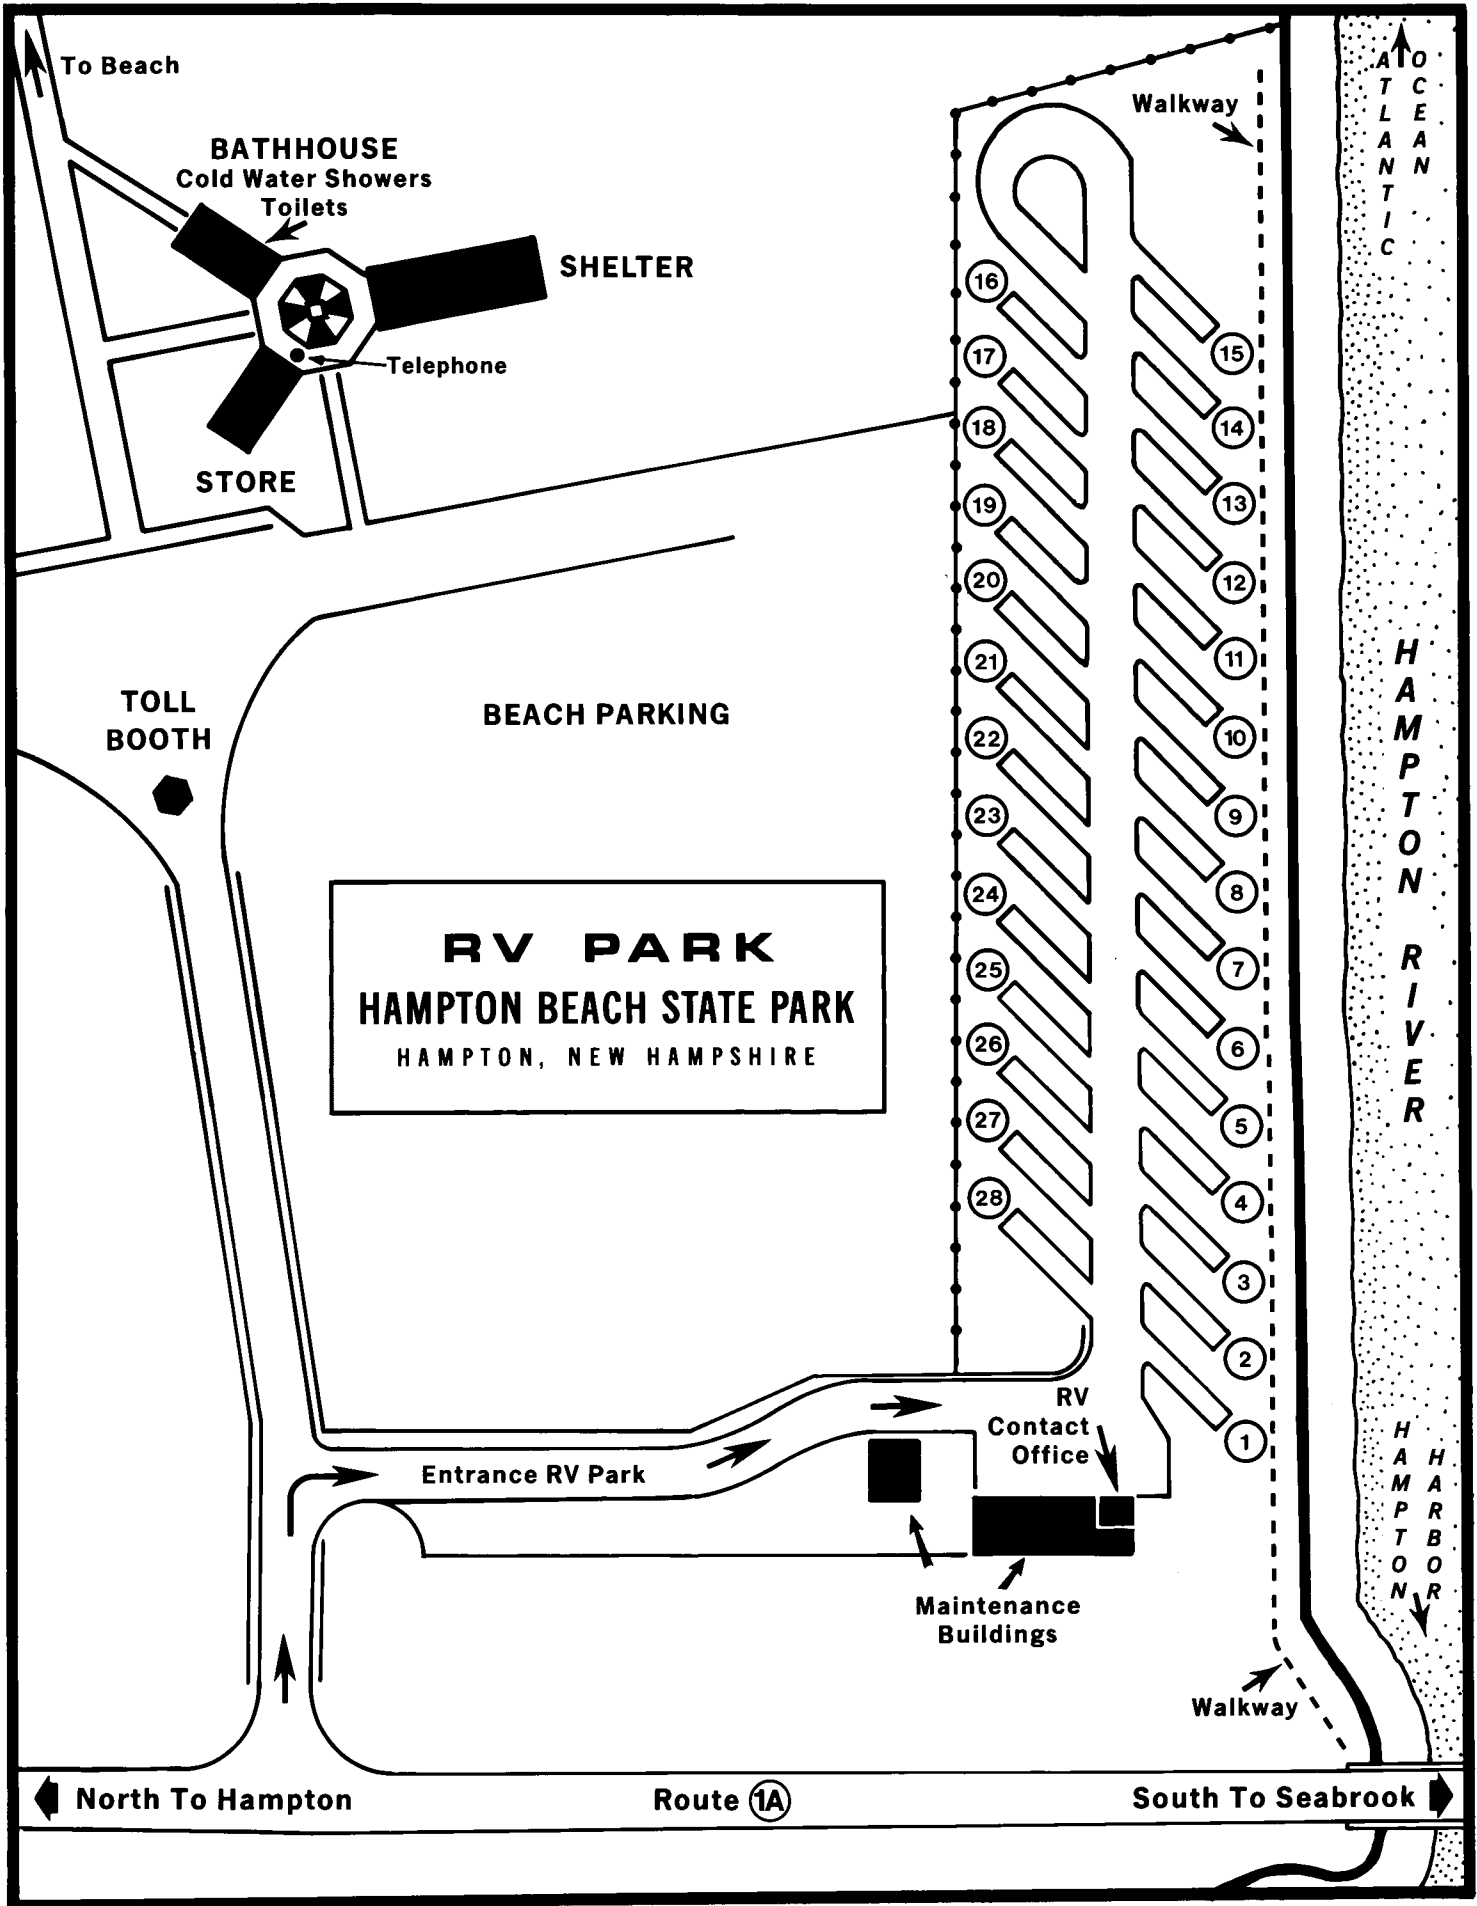 To Beach
BATHHOUSE
Cold Water Showers
Toilets
SHELTER
Telephone
STORE
Walkway
ATLANTIC
OCEAN
TOLL
BOOTH
BEACH PARKING
RV PARK
HAMPTON BEACH STATE PARK
HAMPTON, NEW HAMPSHIRE
16
17
18
19
20
21
22
23
24
25
26
27
28
15
14
13
12
11
10
9
8
7
6
5
4
3
2
1
HAMPTON RIVER
HAMPTON
HARBOR
RV
Contact
Office
Entrance RV Park
Maintenance
Buildings
Walkway
North To Hampton
Route 1A
South To Seabrook